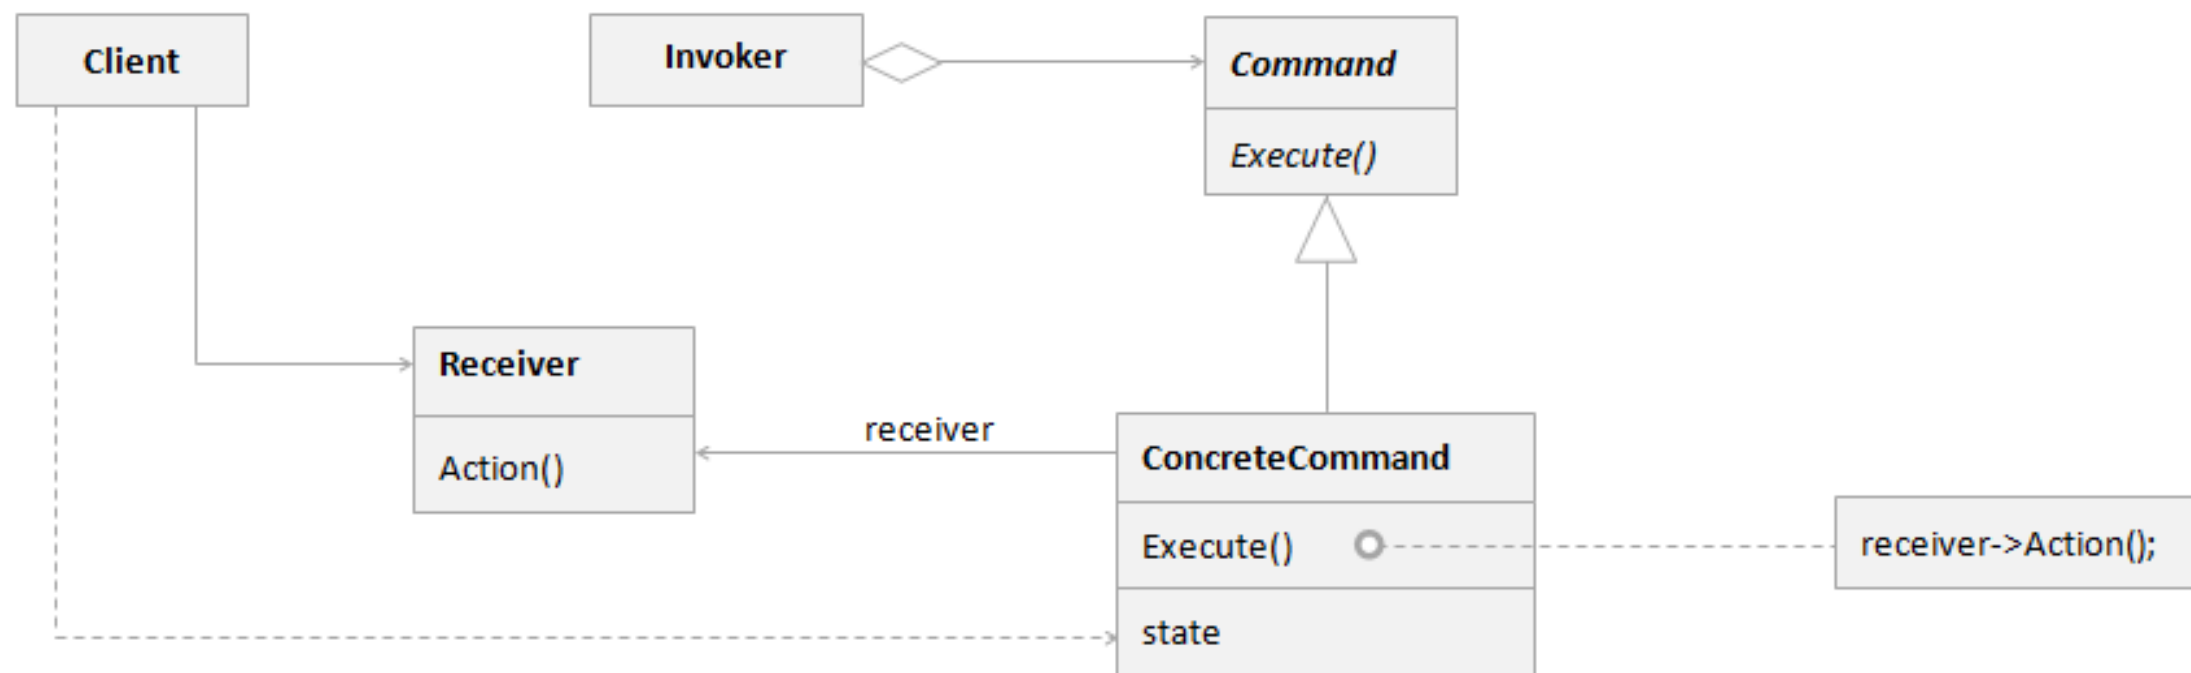 Client
Invoker
Command
Execute()
Receiver
Action()
receiver
ConcreteCommand
Execute()
receiver->Action();
state